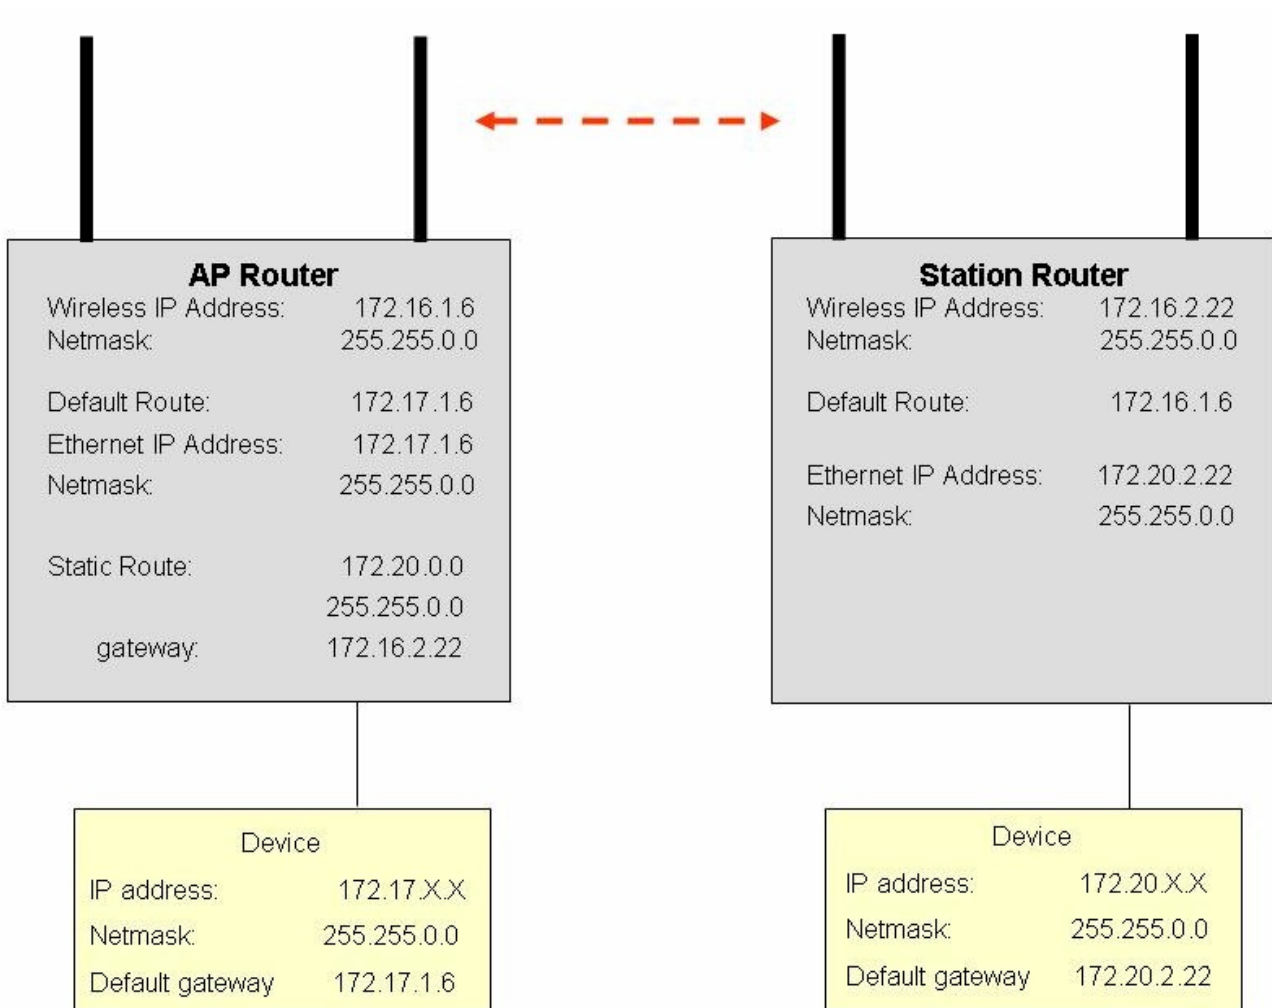 AP Router
Wireless IP Address: 172.16.1.6
Netmask: 255.255.0.0
Default Route: 172.17.1.6
Ethernet IP Address: 172.17.1.6
Netmask: 255.255.0.0
Static Route: 172.20.0.0
255.255.0.0
gateway: 172.16.2.22
Device
IP address: 172.17.X.X
Netmask: 255.255.0.0
Default gateway 172.17.1.6
Station Router
Wireless IP Address: 172.16.2.22
Netmask: 255.255.0.0
Default Route: 172.16.1.6
Ethernet IP Address: 172.20.2.22
Netmask: 255.255.0.0
Device
IP address: 172.20.X.X
Netmask: 255.255.0.0
Default gateway 172.20.2.22